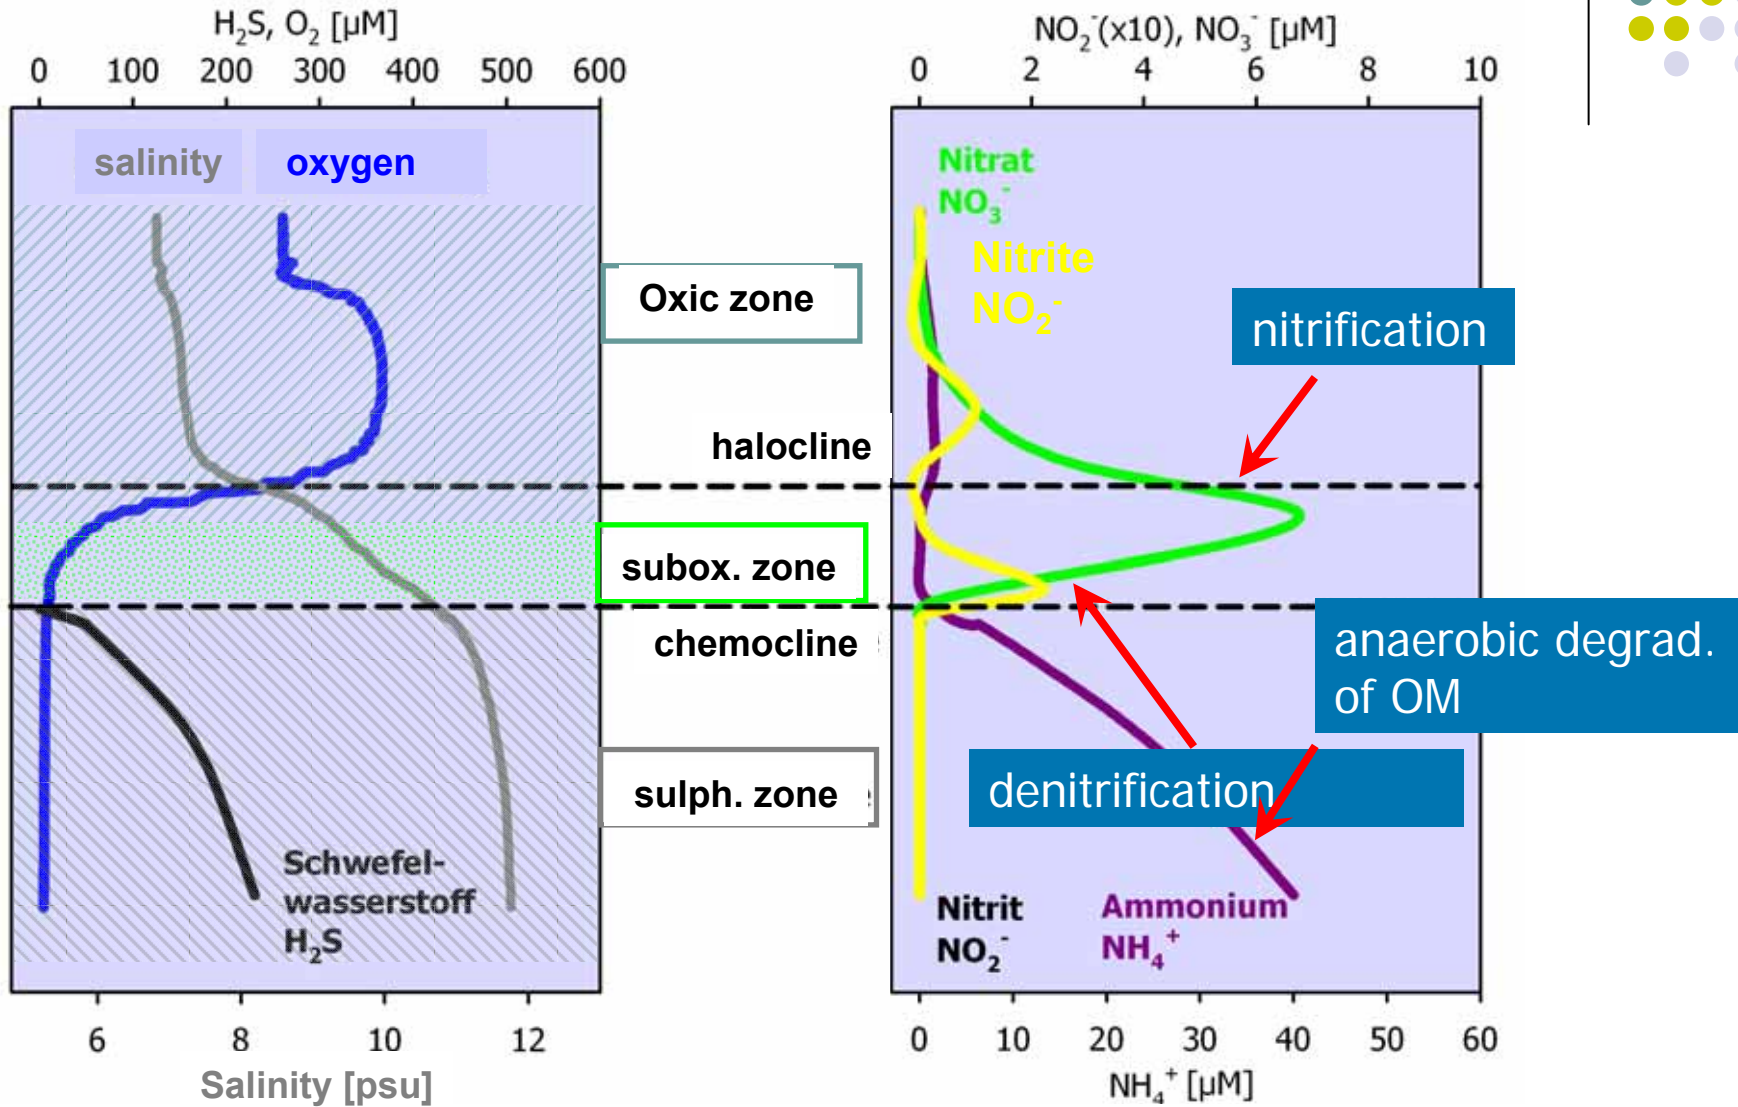 H₂S, O₂ [µM]
0 100 200 300 400 500 600
salinity oxygen
Schwefel-
wasserstoff
H₂S
6 8 10 12
Salinity [psu]
Oxic zone
halocline
subox. zone
chemocline
sulph. zone
NO₂⁻(x10), NO₃⁻ [µM]
0 2 4 6 8 10
Nitrat
NO₃⁻
Nitrite
NO₂⁻
nitrification
anaerobic degrad.
of OM
denitrification
Nitrit
NO₂⁻
Ammonium
NH₄⁺
0 10 20 30 40 50 60
NH₄⁺ [µM]